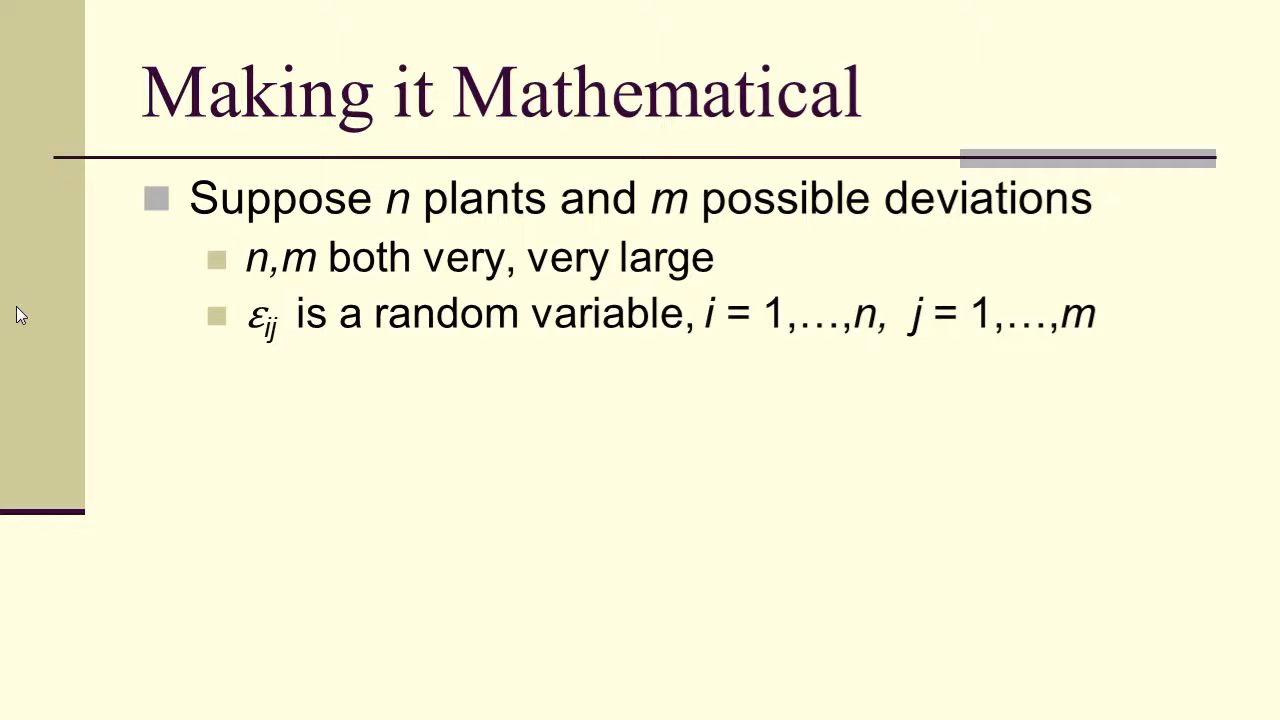 Making it Mathematical
Suppose n plants and m possible deviations
n,m both very, very large
εij is a random variable, i = 1,…,n, j = 1,…,m